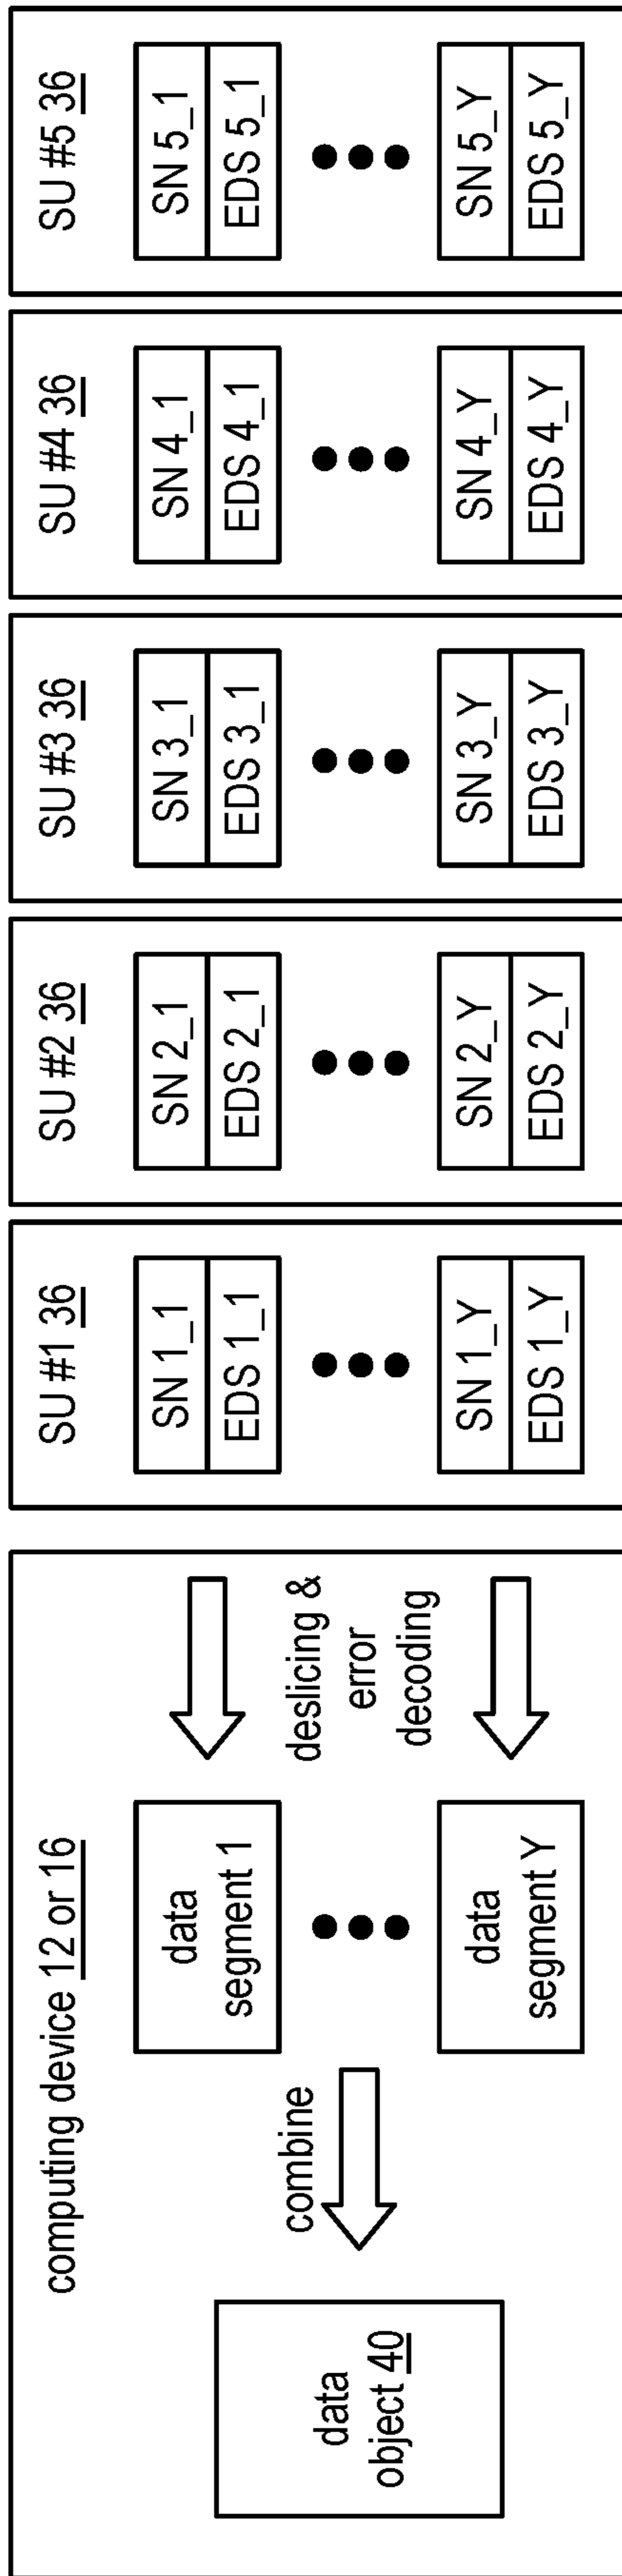 computing device 12 or 16
data
object 40
combine
data
segment 1
data
segment Y
deslicing &
error
decoding
SU #1 36
SN 1_1
EDS 1_1
SN 1_Y
EDS 1_Y
SU #2 36
SN 2_1
EDS 2_1
SN 2_Y
EDS 2_Y
SU #3 36
SN 3_1
EDS 3_1
SN 3_Y
EDS 3_Y
SU #4 36
SN 4_1
EDS 4_1
SN 4_Y
EDS 4_Y
SU #5 36
SN 5_1
EDS 5_1
SN 5_Y
EDS 5_Y